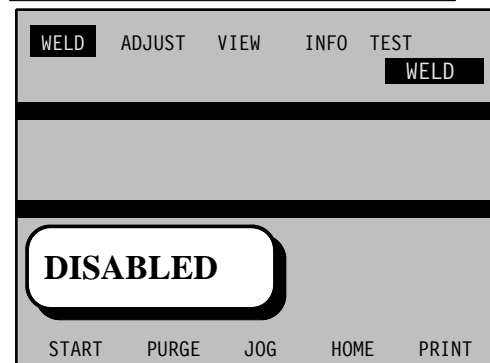 WELD ADJUST VIEW INFO TEST
WELD
DISABLED
START PURGE JOG HOME PRINT